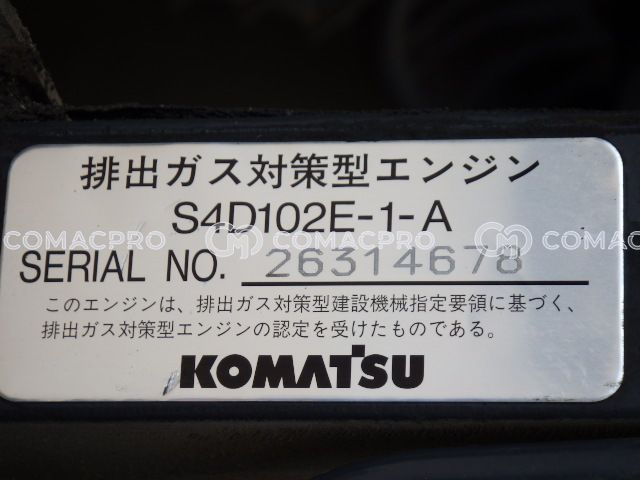 排出ガス対策型エンジン
S4D102E-1-A
COMACPRO COMACPRO COMACPRO
SERIAL NO. 26314678
このエンジンは、排出ガス対策型建設機械指定要領に基づく、
排出ガス対策型エンジンの認定を受けたものである。
KOMATSU